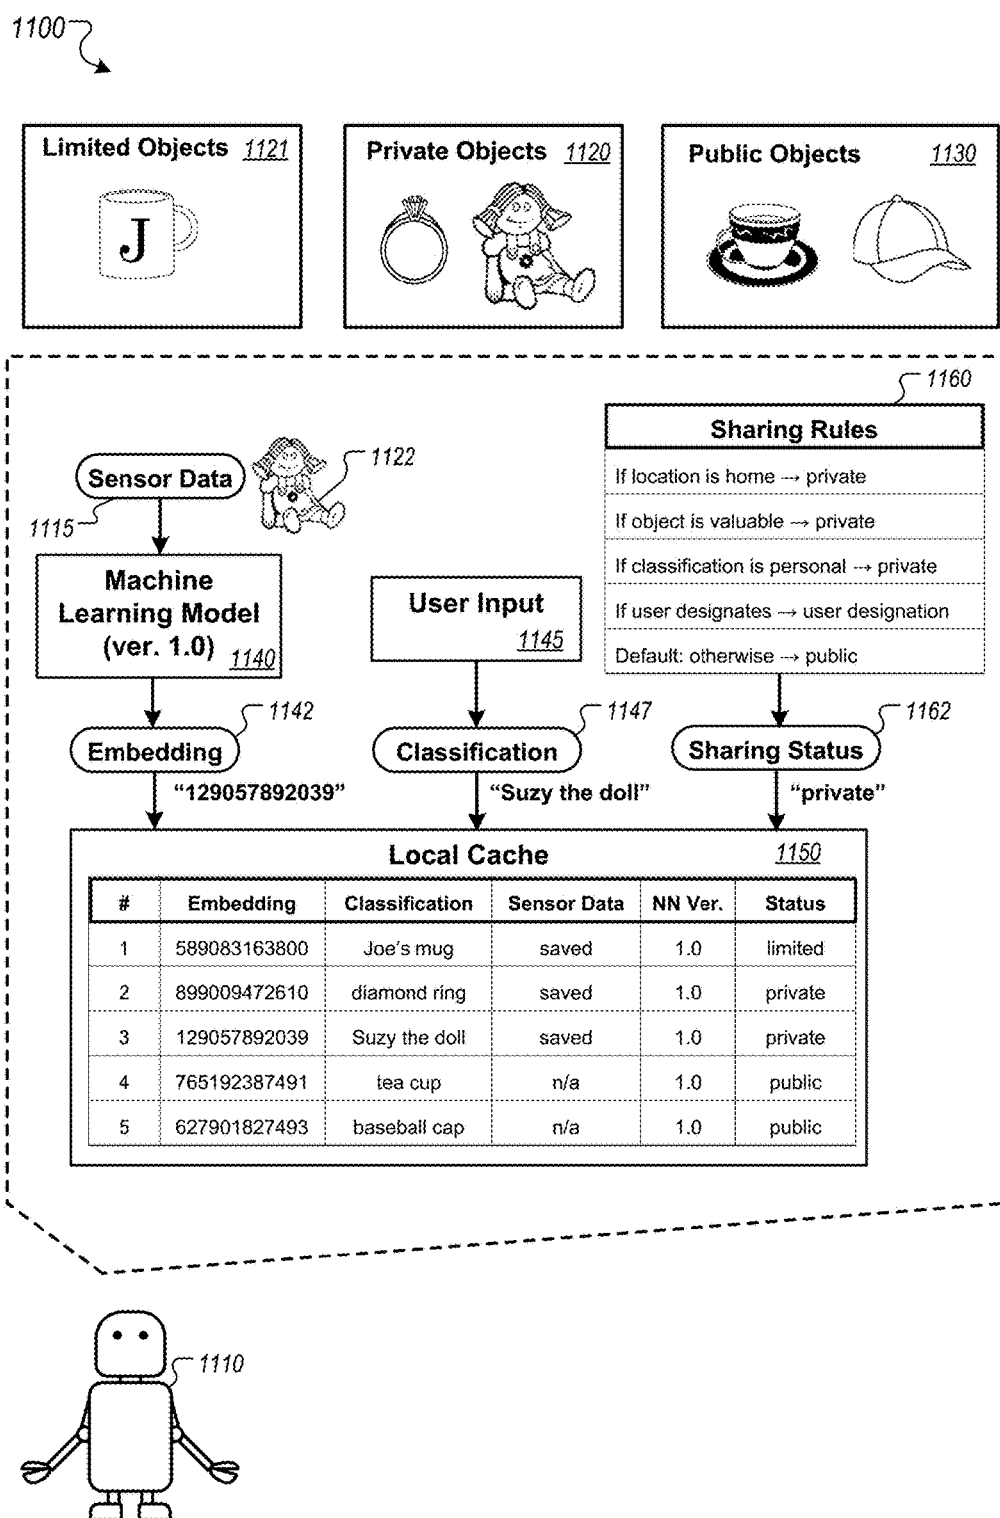 1100
Limited Objects 1121
J
Private Objects 1120
Public Objects 1130
1160
Sharing Rules
If location is home → private
If object is valuable → private
If classification is personal → private
If user designates → user designation
Default: otherwise → public
Sensor Data
1122
1115
Machine
Learning Model
(ver. 1.0) 1140
User Input
1145
1142
Embedding
"129057892039"
1147
Classification
"Suzy the doll"
1162
Sharing Status
"private"
Local Cache 1150
# Embedding Classification Sensor Data NN Ver. Status
1 589083163800 Joe's mug saved 1.0 limited
2 899009472610 diamond ring saved 1.0 private
3 129057892039 Suzy the doll saved 1.0 private
4 765192387491 tea cup n/a 1.0 public
5 627901827493 baseball cap n/a 1.0 public
1110